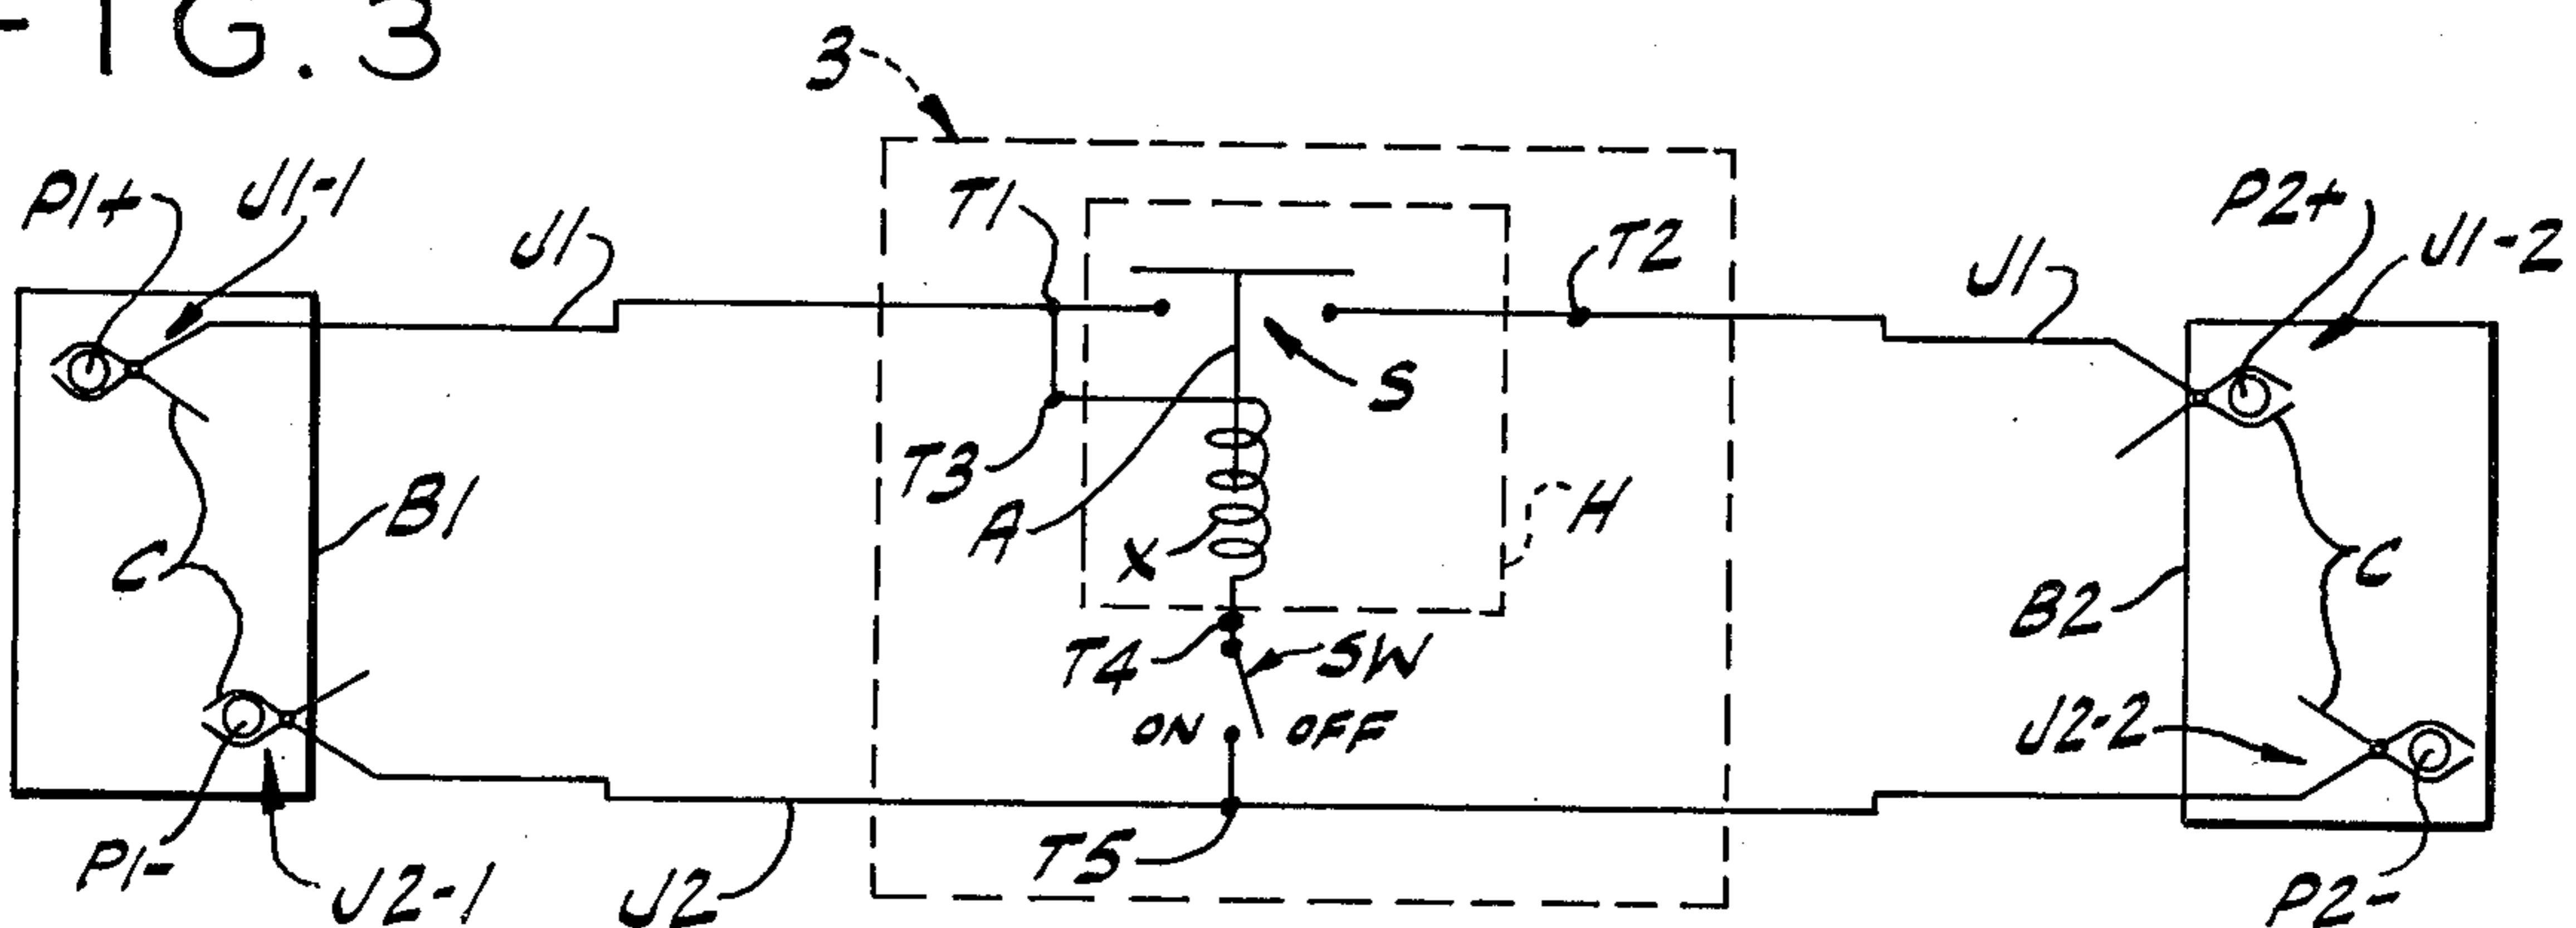 FIG. 3
3
P1+
J1-1
J1
T1
T2
J1
P2+
J1-2
S
T3
A
X
H
B1
C
B2
C
T4
SW
ON
OFF
J2-2
P1-
J2-1
J2
T5
P2-